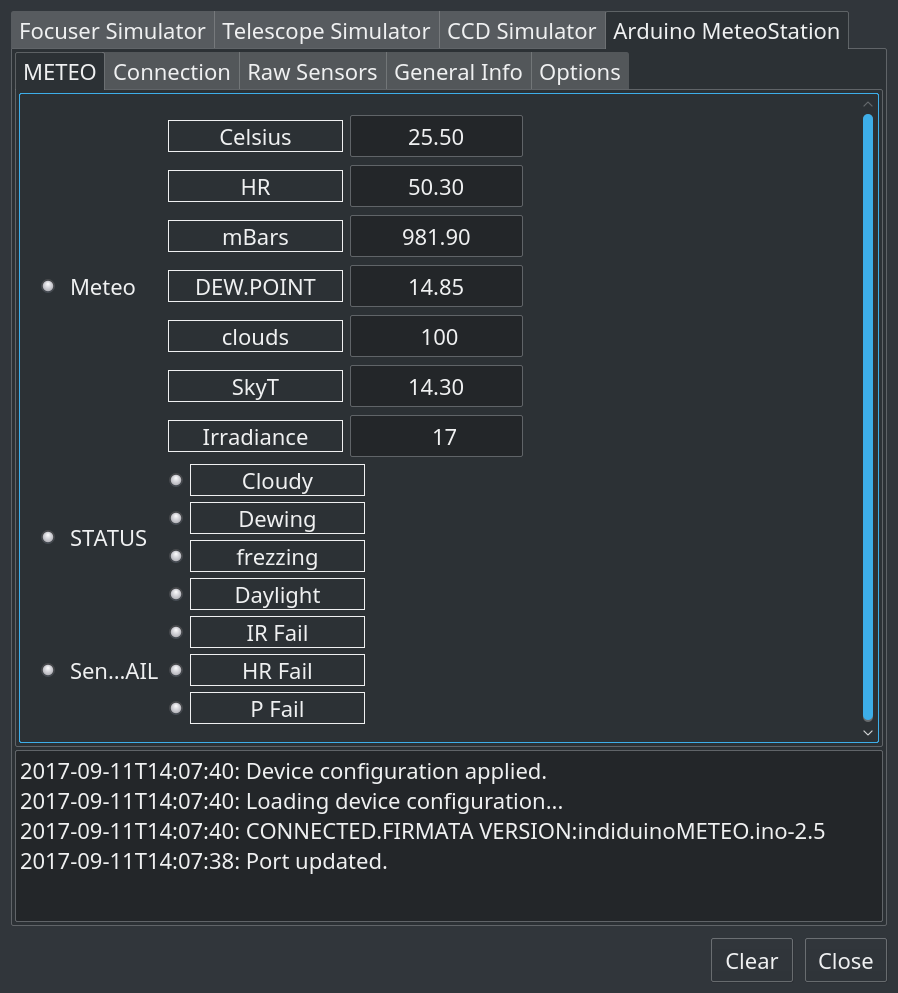 Focuser Simulator Telescope Simulator CCD Simulator Arduino MeteoStation
METEO Connection Raw Sensors General Info Options
Celsius 25.50
HR 50.30
mBars 981.90
Meteo DEW.POINT 14.85
clouds 100
SkyT 14.30
Irradiance 17
Cloudy
Dewing
STATUS
frezzing
Daylight
IR Fail
Sen...AIL HR Fail
P Fail
2017-09-11T14:07:40: Device configuration applied.
2017-09-11T14:07:40: Loading device configuration...
2017-09-11T14:07:40: CONNECTED.FIRMATA VERSION:indiduinoMETEO.ino-2.5
2017-09-11T14:07:38: Port updated.
Clear Close